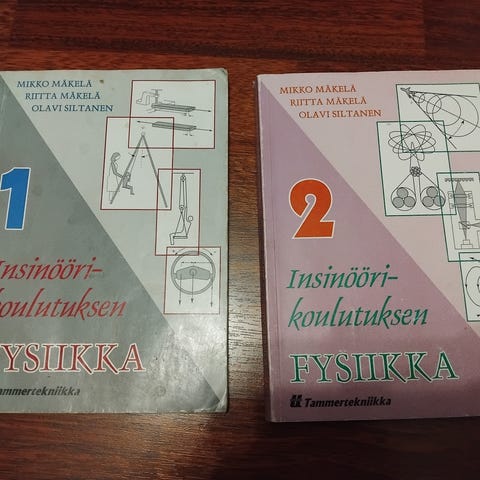 MIKKO MÄKELÄ
RIITTA MÄKELÄ
OLAVI SILTANEN
1
Insinööri-
koulutuksen
FYSIIKKA
Tammertekniikka
MIKKO MÄKELÄ
RIITTA MÄKELÄ
OLAVI SILTANEN
2
Insinööri-
koulutuksen
FYSIIKKA
Tammertekniikka